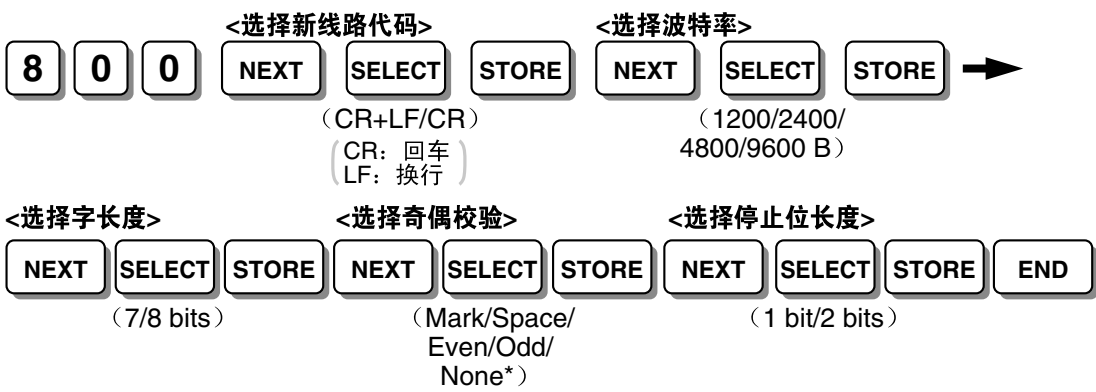 <选择新线路代码> <选择波特率>
8 0 0 NEXT SELECT STORE NEXT SELECT STORE
（CR+LF/CR） （1200/2400/
4800/9600 B）
CR：回车
LF：换行
<选择字长度> <选择奇偶校验> <选择停止位长度>
NEXT SELECT STORE NEXT SELECT STORE NEXT SELECT STORE END
（7/8 bits） （Mark/Space/ （1 bit/2 bits）
Even/Odd/
None*）